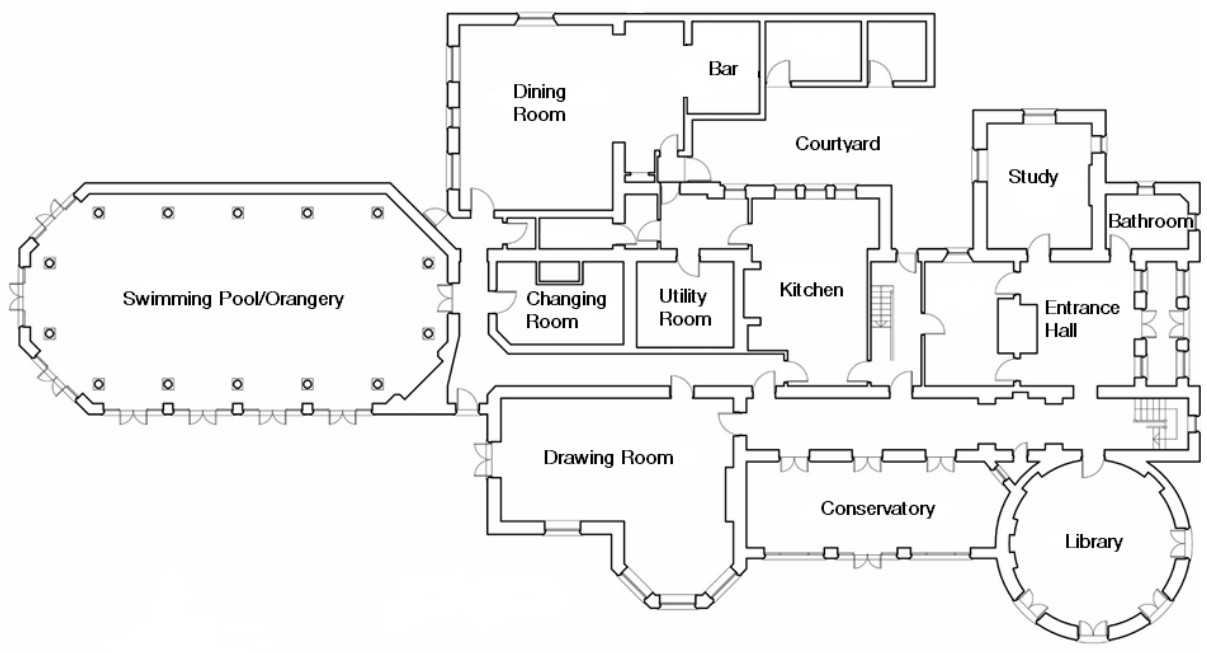 Dining
Room
Bar
Courtyard
Study
Bathroom
Swimming Pool/Orangery
Changing
Room
Utility
Room
Kitchen
Entrance
Hall
Drawing Room
Conservatory
Library